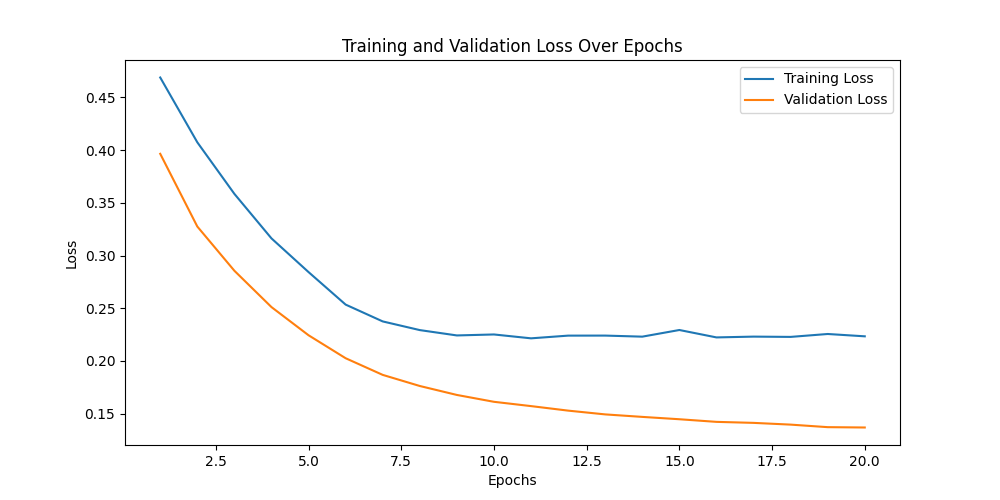 Training and Validation Loss Over Epochs
Training Loss
Validation Loss
Loss
0.45
0.40
0.35
0.30
0.25
0.20
0.15
2.5 5.0 7.5 10.0 12.5 15.0 17.5 20.0
Epochs